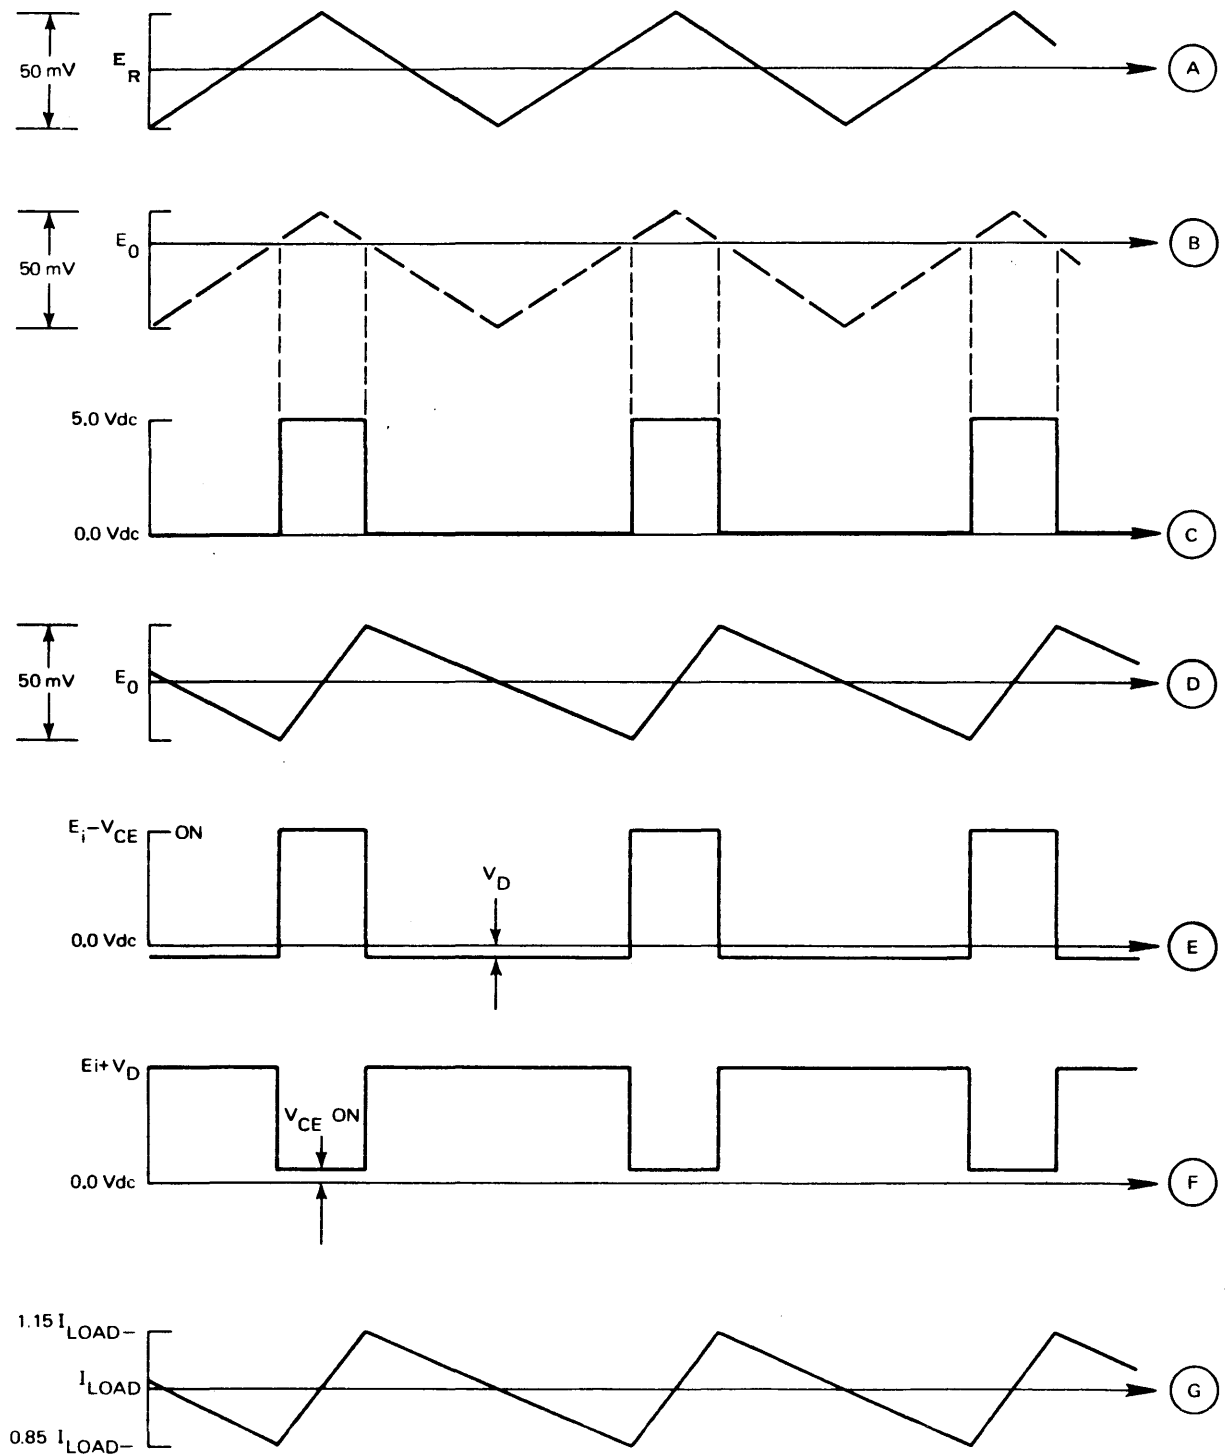 50 mV
E_R
A
50 mV
E_0
B
5.0 Vdc
0.0 Vdc
C
50 mV
E_0
D
E_i-V_CE ON
V_D
0.0 Vdc
E
Ei+V_D
V_CE ON
0.0 Vdc
F
1.15 I_LOAD-
I_LOAD
G
0.85 I_LOAD-